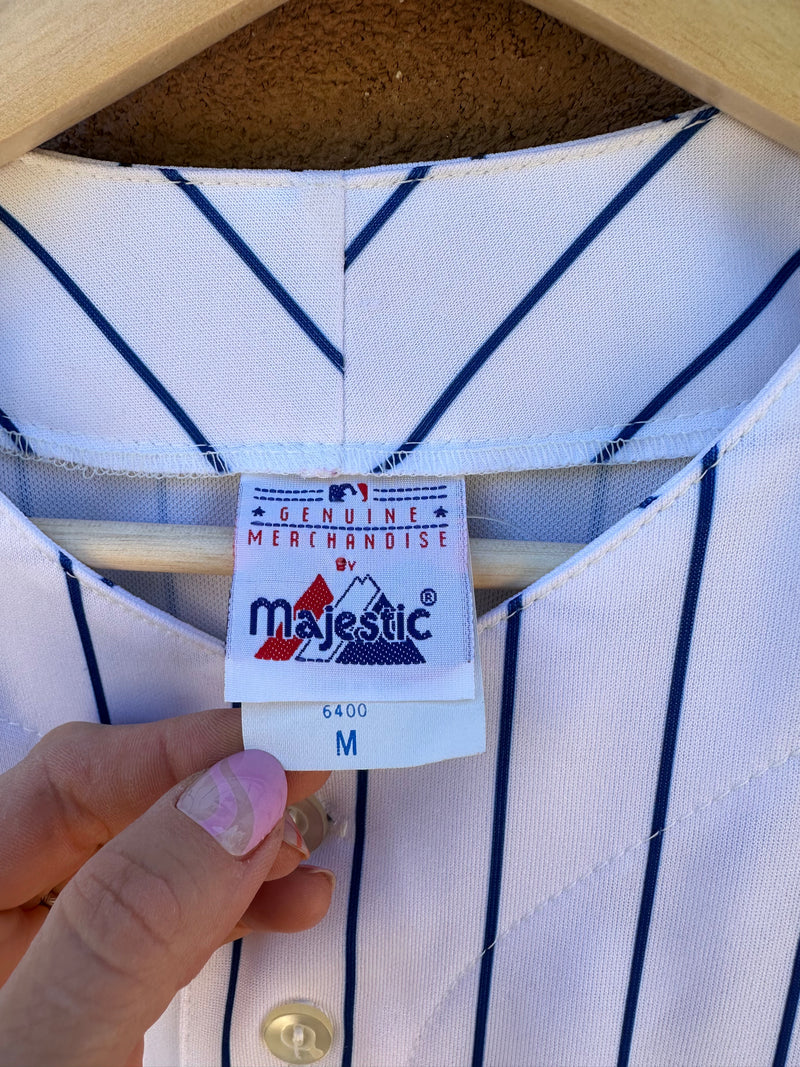 GENUINE
MERCHANDISE
BY
Majestic®
6400
M